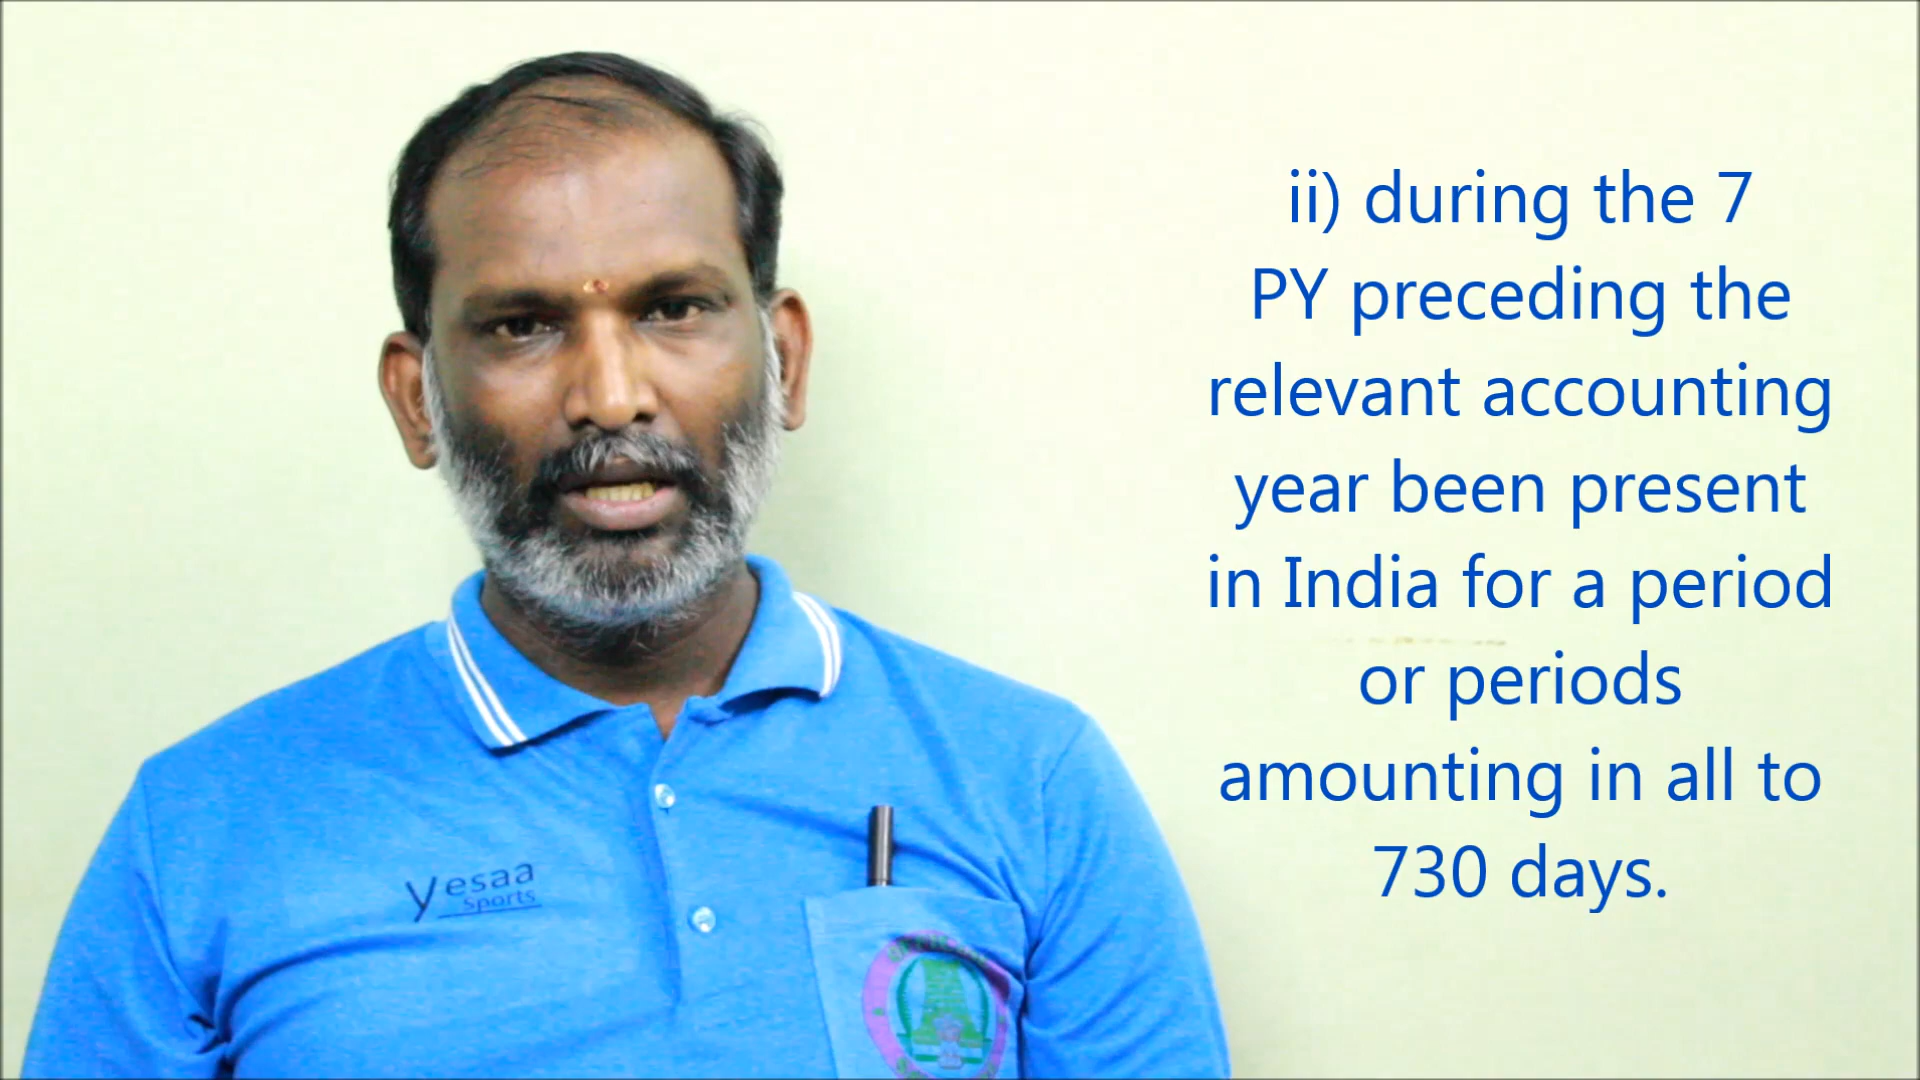 ii) during the 7
PY preceding the
relevant accounting
year been present
in India for a period
or periods
amounting in all to
730 days.
yesaa
sports